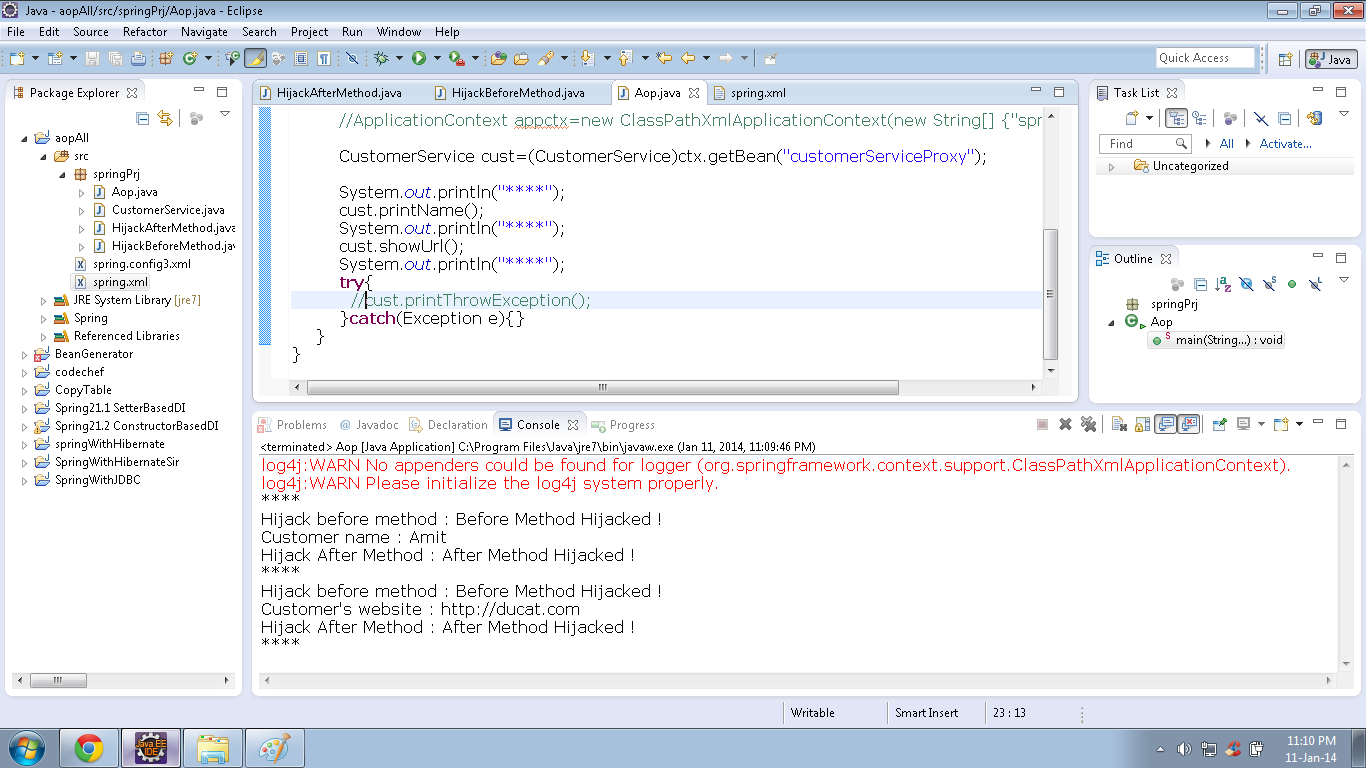 Java - aopAll/src/springPrj/Aop.java - Eclipse
File Edit Source Refactor Navigate Search Project Run Window Help
Quick Access
Java
Package Explorer
aopAll
src
springPrj
Aop.java
CustomerService.java
HijackAfterMethod.java
HijackBeforeMethod.jav
spring.config3.xml
spring.xml
JRE System Library [jre7]
Spring
Referenced Libraries
BeanGenerator
codechef
CopyTable
Spring21.1 SetterBasedDI
Spring21.2 ConstructorBasedDI
springWithHibernate
SpringWithHibernateSir
SpringWithJDBC
HijackAfterMethod.java HijackBeforeMethod.java Aop.java spring.xml
//ApplicationContext appctx=new ClassPathXmlApplicationContext(new String[] {"spr
CustomerService cust=(CustomerService)ctx.getBean("customerServiceProxy");
System.out.println("****");
cust.printName();
System.out.println("****");
cust.showUrl();
System.out.println("****");
try{
//cust.printThrowException();
}catch(Exception e){}
}
}
Task List
Find All Activate...
Uncategorized
Outline
springPrj
Aop
main(String...) : void
Problems @ Javadoc Declaration Console Progress
<terminated> Aop [Java Application] C:\Program Files\Java\jre7\bin\javaw.exe (Jan 11, 2014, 11:09:46 PM)
log4j:WARN No appenders could be found for logger (org.springframework.context.support.ClassPathXmlApplicationContext).
log4j:WARN Please initialize the log4j system properly.
****
Hijack before method : Before Method Hijacked !
Customer name : Amit
Hijack After Method : After Method Hijacked !
****
Hijack before method : Before Method Hijacked !
Customer's website : http://ducat.com
Hijack After Method : After Method Hijacked !
****
Writable Smart Insert 23 : 13
Java EE
IDE
11:10 PM
11-Jan-14